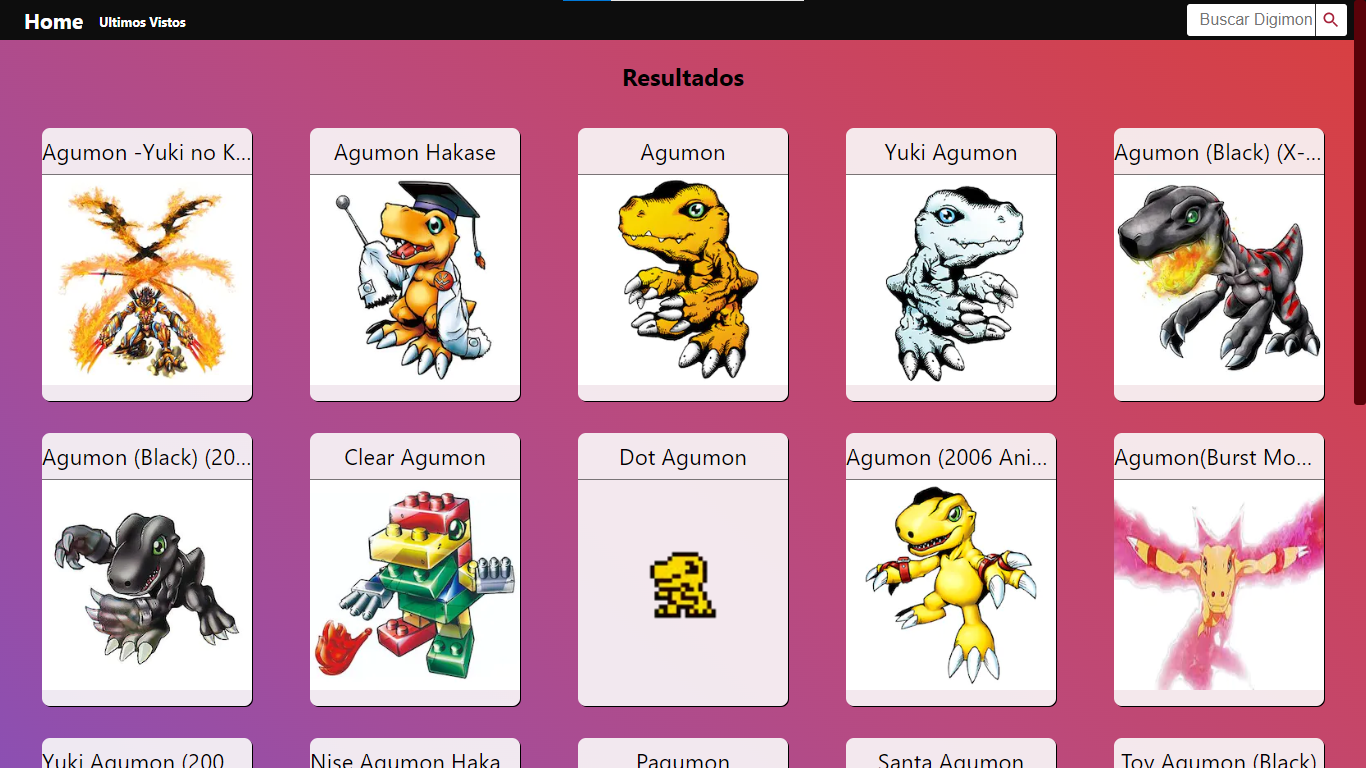 Home Ultimos Vistos Buscar Digimon
Resultados
Agumon -Yuki no K... Agumon Hakase Agumon Yuki Agumon Agumon (Black) (X-...
Agumon (Black) (20... Clear Agumon Dot Agumon Agumon (2006 Ani... Agumon(Burst Mo...
Yuki Agumon (200... Nise Agumon Haka... Pagumon Santa Agumon Toy Agumon (Black)